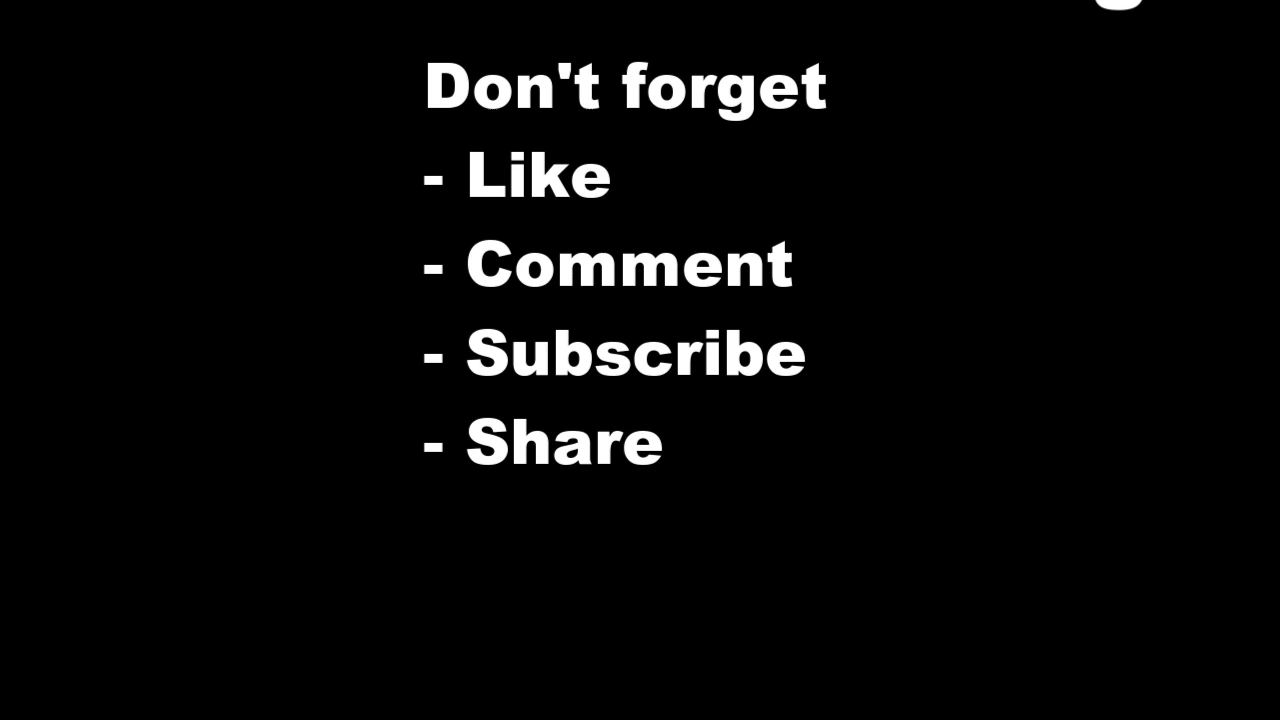 Don't forget
- Like
- Comment
- Subscribe
- Share